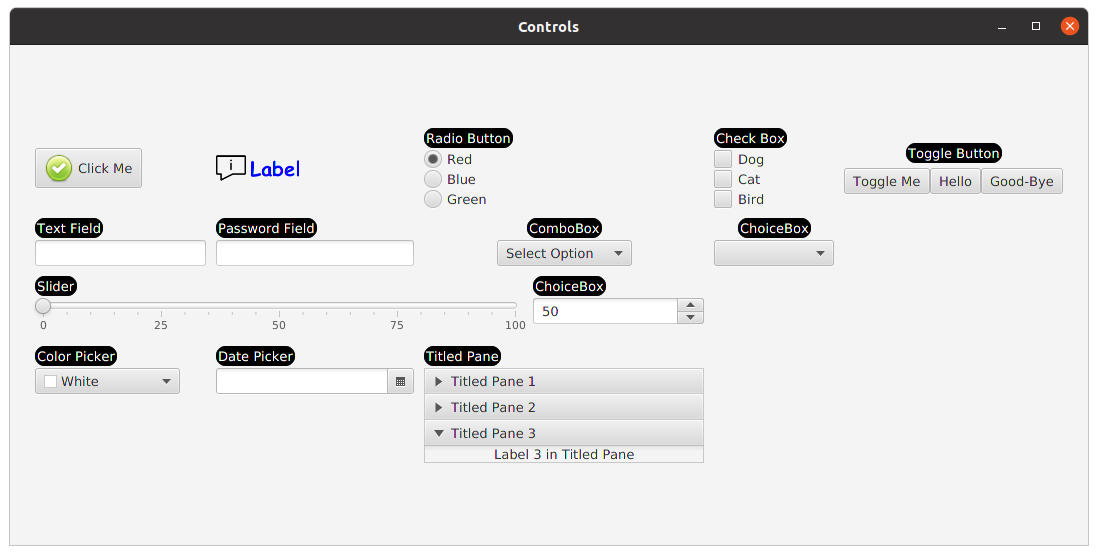 Controls
Click Me
Label
Radio Button
Red
Blue
Green
Check Box
Dog
Cat
Bird
Toggle Button
Toggle Me Hello Good-Bye
Text Field
Password Field
ComboBox
Select Option
ChoiceBox
Slider
0 25 50 75 100
ChoiceBox
50
Color Picker
White
Date Picker
Titled Pane
Titled Pane 1
Titled Pane 2
Titled Pane 3
Label 3 in Titled Pane